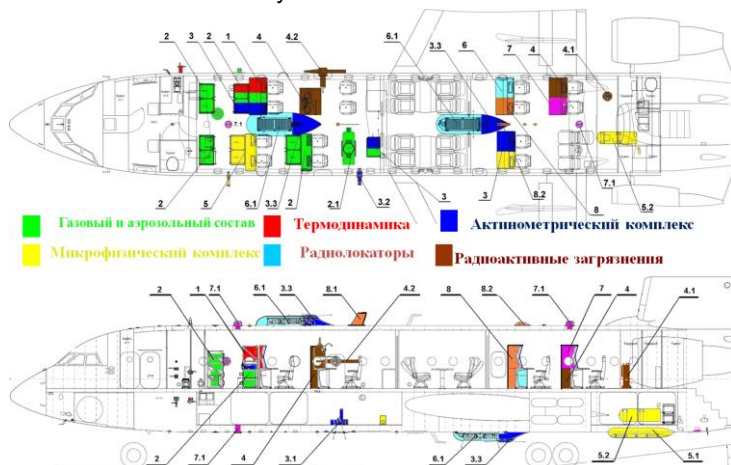 2 3 2 1 4 4.2 6.1 3.3 6 7 4 4.1
7.1
2 5 6.1 3.3 2 2.1 3.2 3 3 8.2 8 7.1 5.2
Газовый и аэрозольный состав Термодинамика Актинометрический комплекс
Микрофизический комплекс Радиолокаторы Радиоактивные загрязнения
2 1 7.1 6.1 3.3 8.1 4.2 8 8.2 7.1 7 4 4.1
2 7.1 4 3.1 6.1 3.3 5.2 5.1